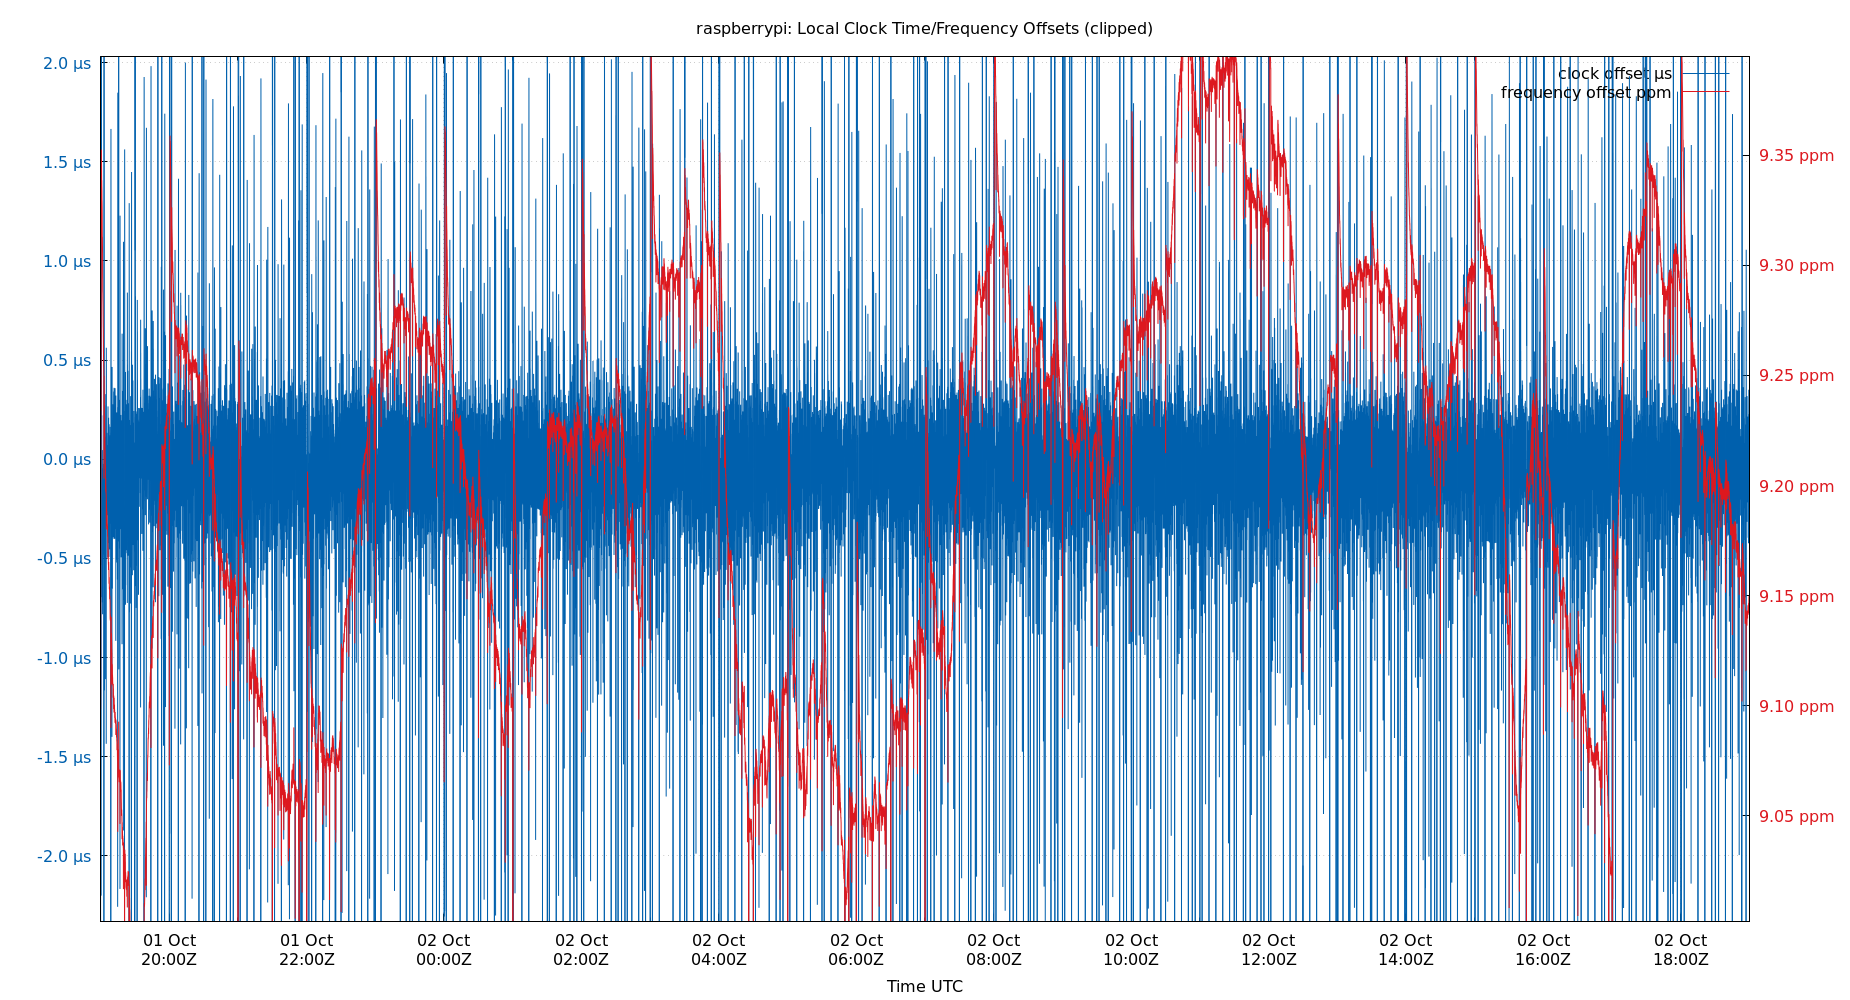 raspberrypi: Local Clock Time/Frequency Offsets (clipped)
clock offset µs
frequency offset ppm
2.0 µs
1.5 µs
1.0 µs
0.5 µs
0.0 µs
-0.5 µs
-1.0 µs
-1.5 µs
-2.0 µs
9.35 ppm
9.30 ppm
9.25 ppm
9.20 ppm
9.15 ppm
9.10 ppm
9.05 ppm
01 Oct 01 Oct 02 Oct 02 Oct 02 Oct 02 Oct 02 Oct 02 Oct 02 Oct 02 Oct 02 Oct 02 Oct
20:00Z 22:00Z 00:00Z 02:00Z 04:00Z 06:00Z 08:00Z 10:00Z 12:00Z 14:00Z 16:00Z 18:00Z
Time UTC